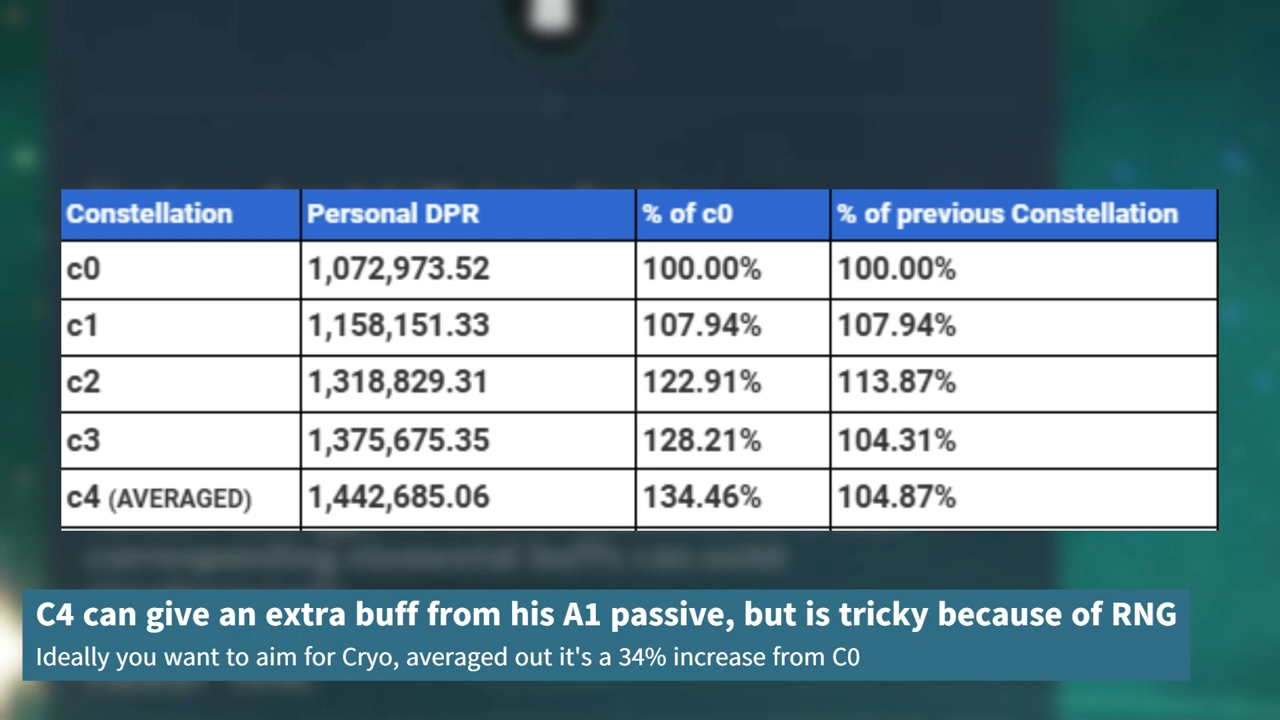 Constellation Personal DPR % of c0 % of previous Constellation
c0 1,072,973.52 100.00% 100.00%
c1 1,158,151.33 107.94% 107.94%
c2 1,318,829.31 122.91% 113.87%
c3 1,375,675.35 128.21% 104.31%
c4 (AVERAGED) 1,442,685.06 134.46% 104.87%
C4 can give an extra buff from his A1 passive, but is tricky because of RNG
Ideally you want to aim for Cryo, averaged out it's a 34% increase from C0